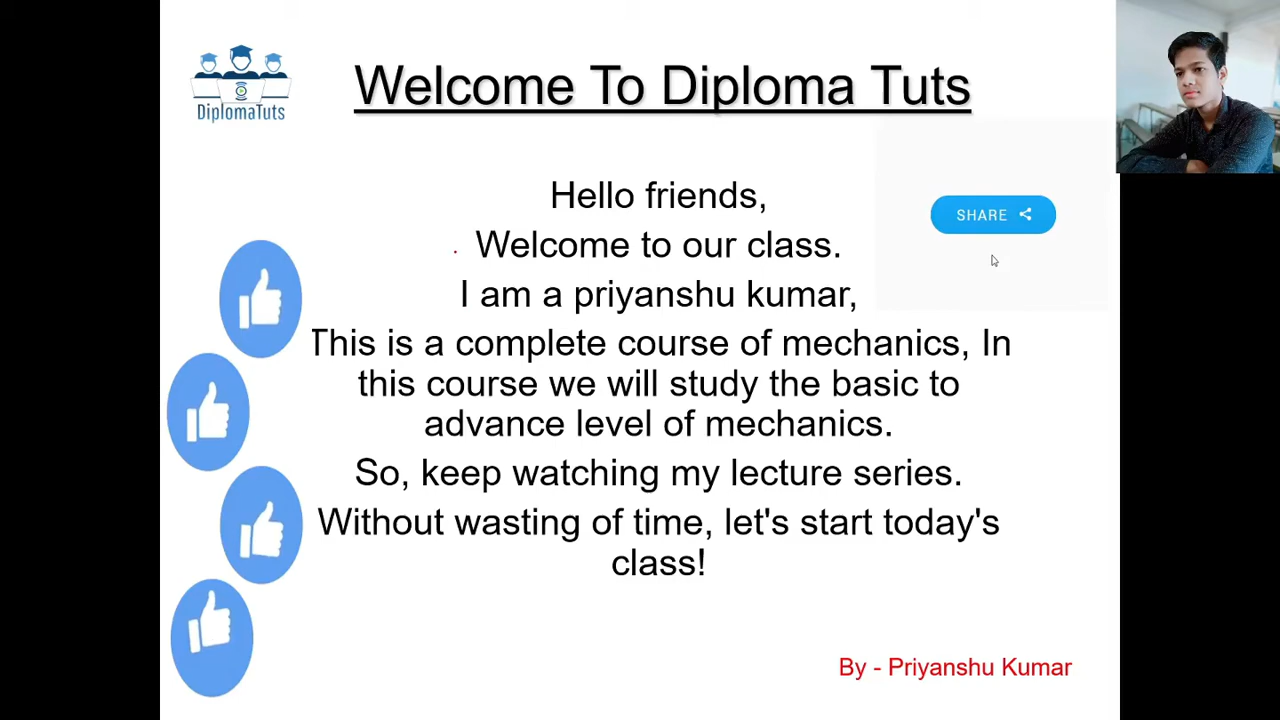 DiplomaTuts
Welcome To Diploma Tuts
Hello friends,
Welcome to our class.
SHARE
I am a priyanshu kumar,
This is a complete course of mechanics, In
this course we will study the basic to
advance level of mechanics.
So, keep watching my lecture series.
Without wasting of time, let's start today's
class!
By - Priyanshu Kumar